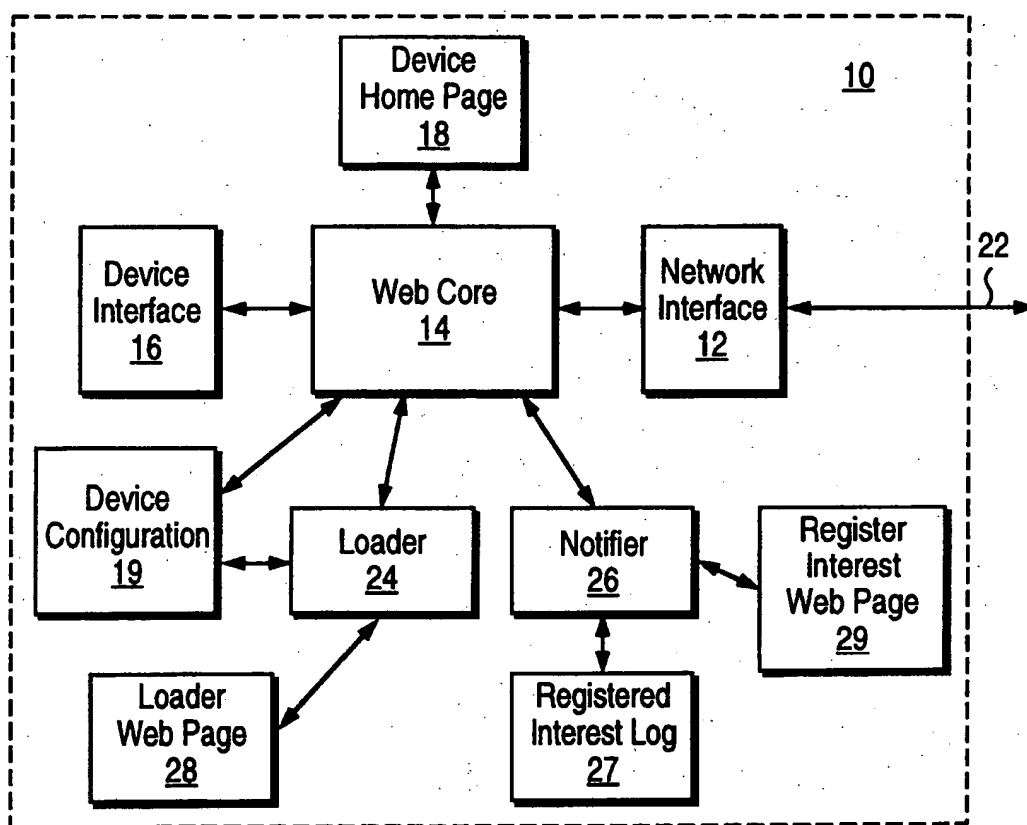 Device
Home Page
18
10
Device
Interface
16
Web Core
14
Network
Interface
12
22
Device
Configuration
19
Loader
24
Notifier
26
Register
Interest
Web Page
29
Loader
Web Page
28
Registered
Interest Log
27